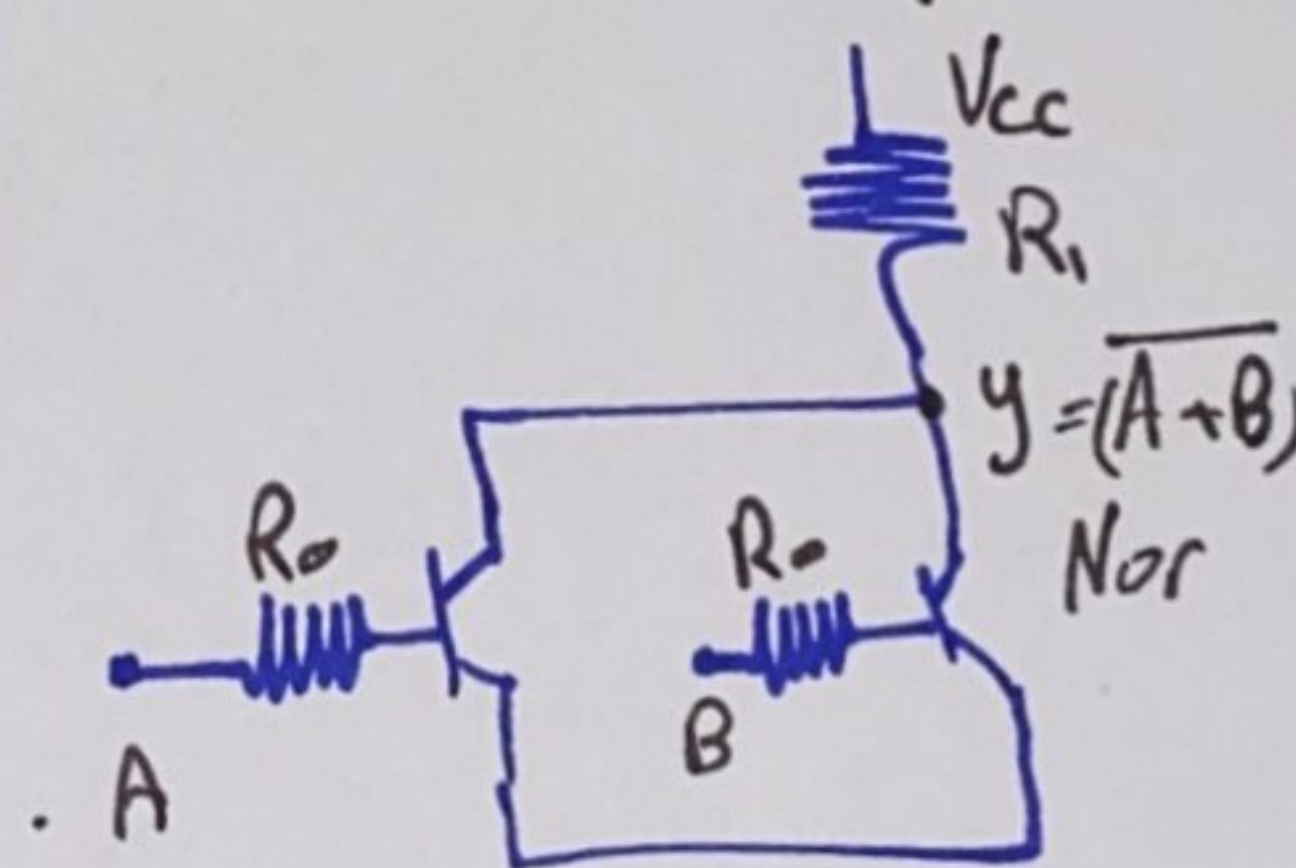 Vcc
R₁
y = (A̅ ̅+̅ ̅B̅)
Nor
R₀
R₀
A
B